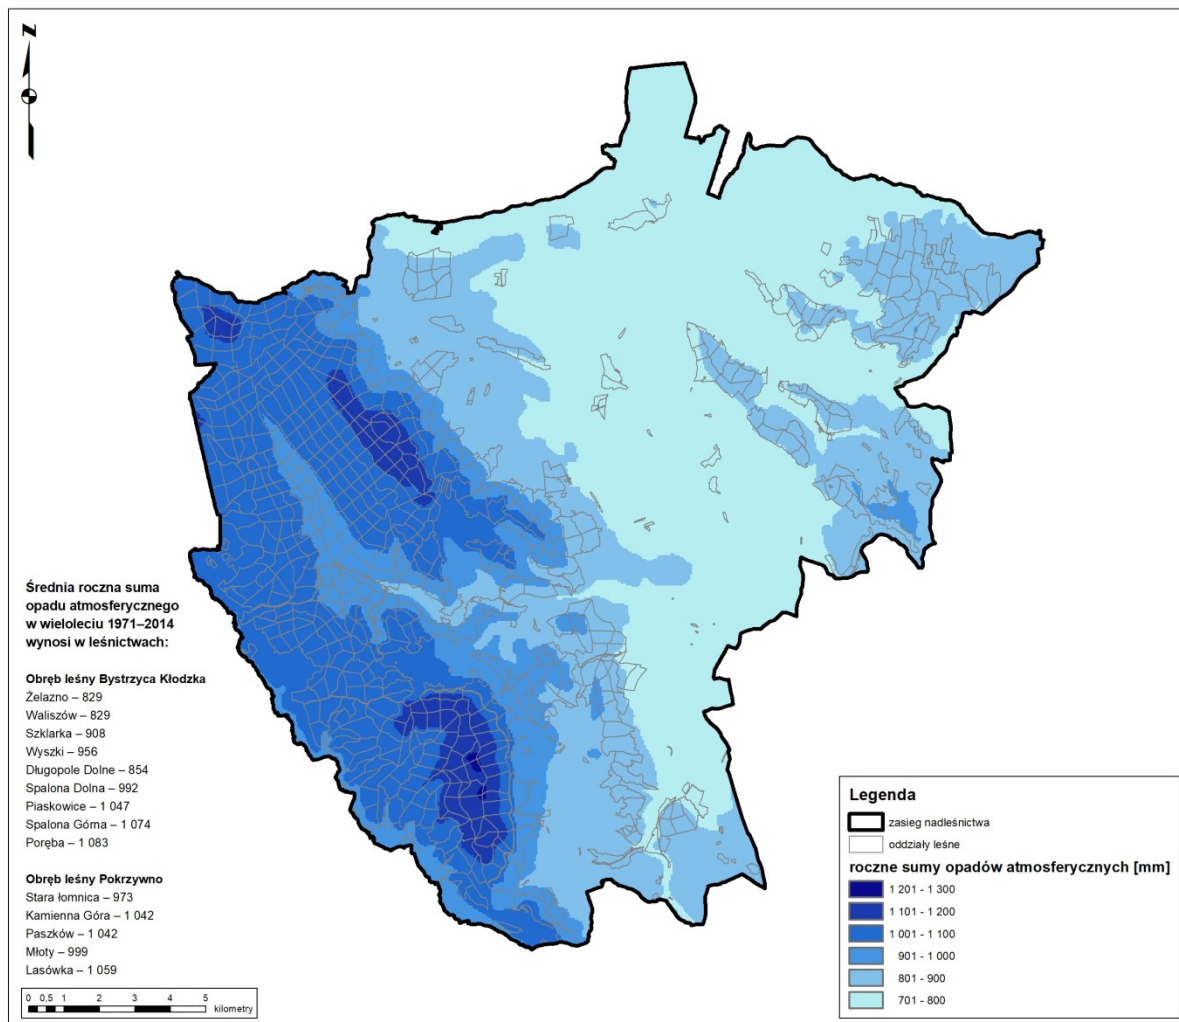 N
Średnia roczna suma
opadu atmosferycznego
w wieloleciu 1971–2014
wynosi w leśnictwach:
Obręb leśny Bystrzyca Kłodzka
Żelazno – 829
Waliszów – 829
Szklarka – 908
Wyszki – 956
Długopole Dolne – 854
Spalona Dolna – 992
Piaskowice – 1 047
Spalona Górna – 1 074
Poręba – 1 083
Obręb leśny Pokrzywno
Stara łomnica – 973
Kamienna Góra – 1 042
Paszków – 1 042
Młoty – 999
Lasówka – 1 059
0 0,5 1 2 3 4 5
kilometry
Legenda
zasięg nadleśnictwa
oddziały leśne
roczne sumy opadów atmosferycznych [mm]
1 201 - 1 300
1 101 - 1 200
1 001 - 1 100
901 - 1 000
801 - 900
701 - 800